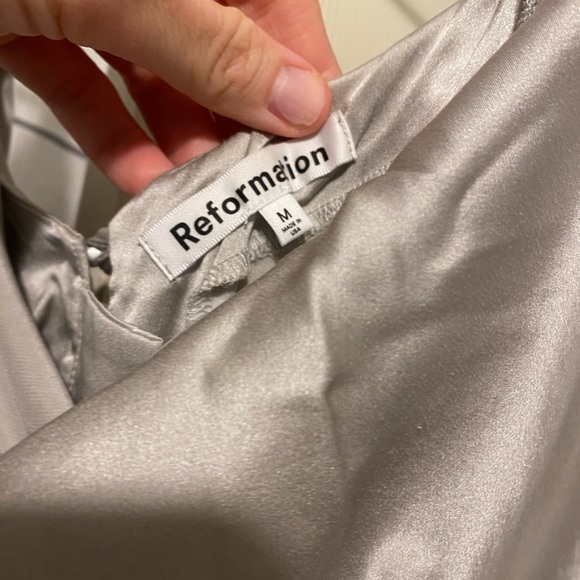 Reformation
M
MADE IN
USA